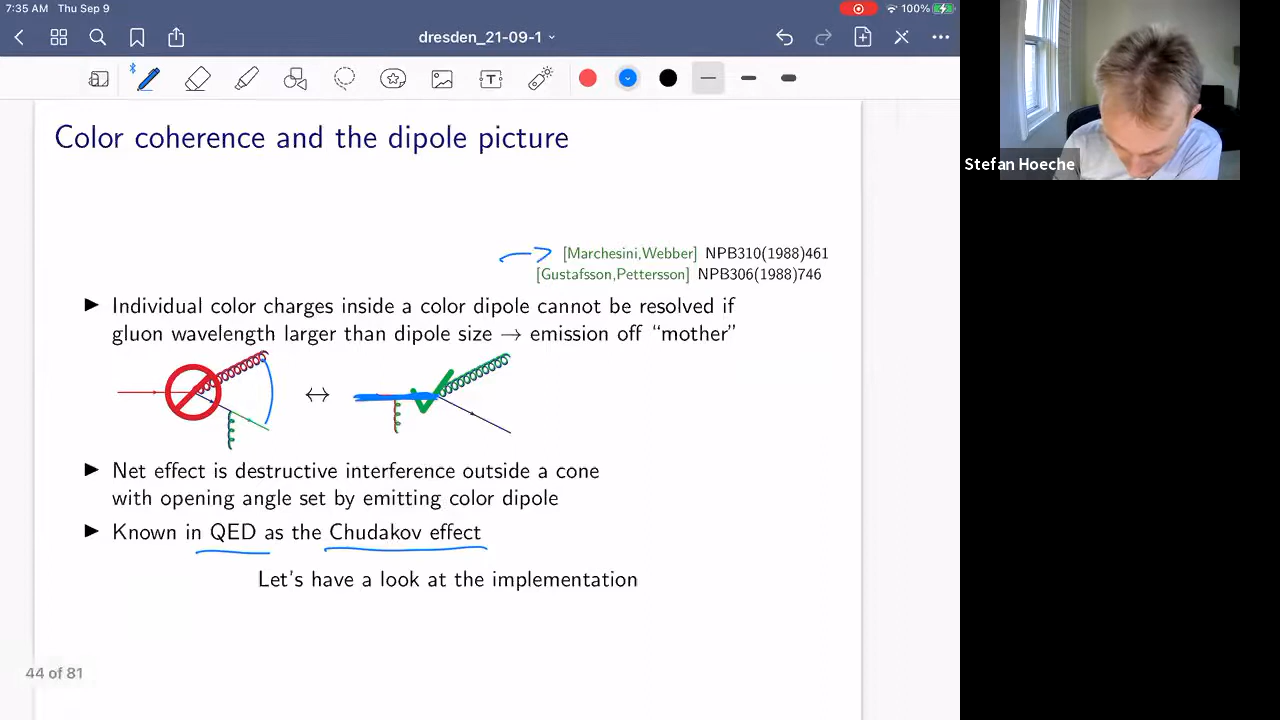 7:35 AM Thu Sep 9
100%
dresden_21-09-1
T
Color coherence and the dipole picture
Stefan Hoeche
[Marchesini,Webber] NPB310(1988)461
[Gustafsson,Pettersson] NPB306(1988)746
► Individual color charges inside a color dipole cannot be resolved if
gluon wavelength larger than dipole size → emission off “mother”
↔
► Net effect is destructive interference outside a cone
with opening angle set by emitting color dipole
► Known in QED as the Chudakov effect
Let's have a look at the implementation
44 of 81